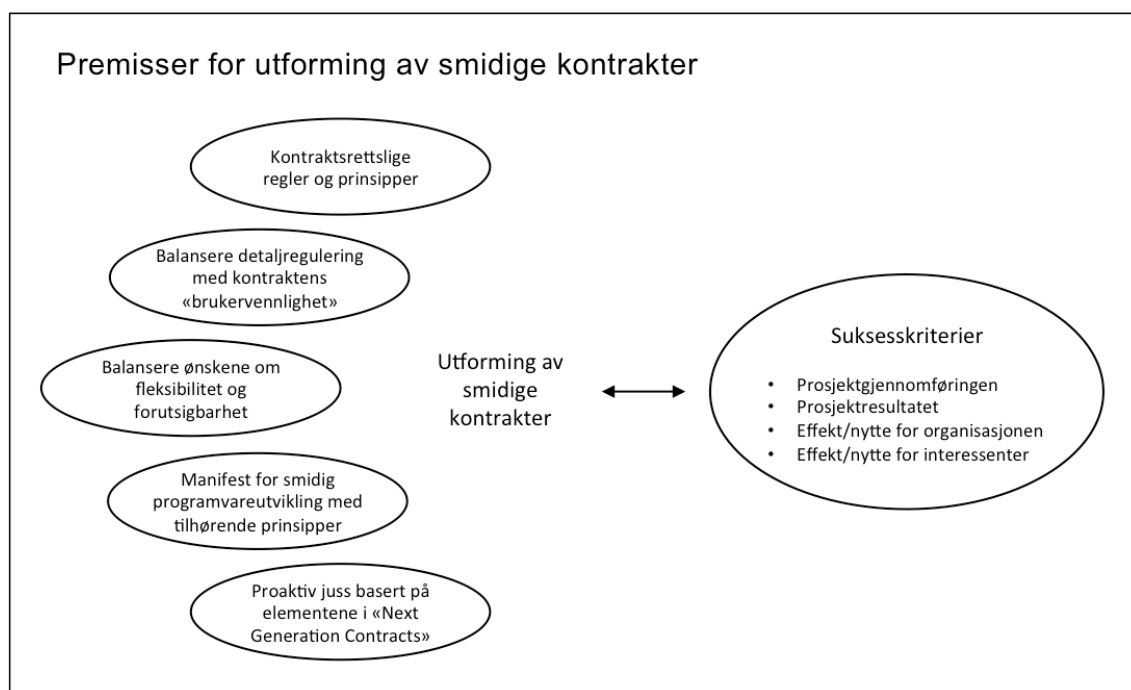 Premisser for utforming av smidige kontrakter
Kontraktsrettslige
regler og prinsipper
Balansere detaljregulering
med kontraktens
«brukervennlighet»
Balansere ønskene om
fleksibilitet og
forutsigbarhet
Manifest for smidig
programvareutvikling med
tilhørende prinsipper
Proaktiv juss basert på
elementene i «Next
Generation Contracts»
Utforming av
smidige
kontrakter
Suksesskriterier
• Prosjektgjennomføringen
• Prosjektresultatet
• Effekt/nytte for organisasjonen
• Effekt/nytte for interessenter